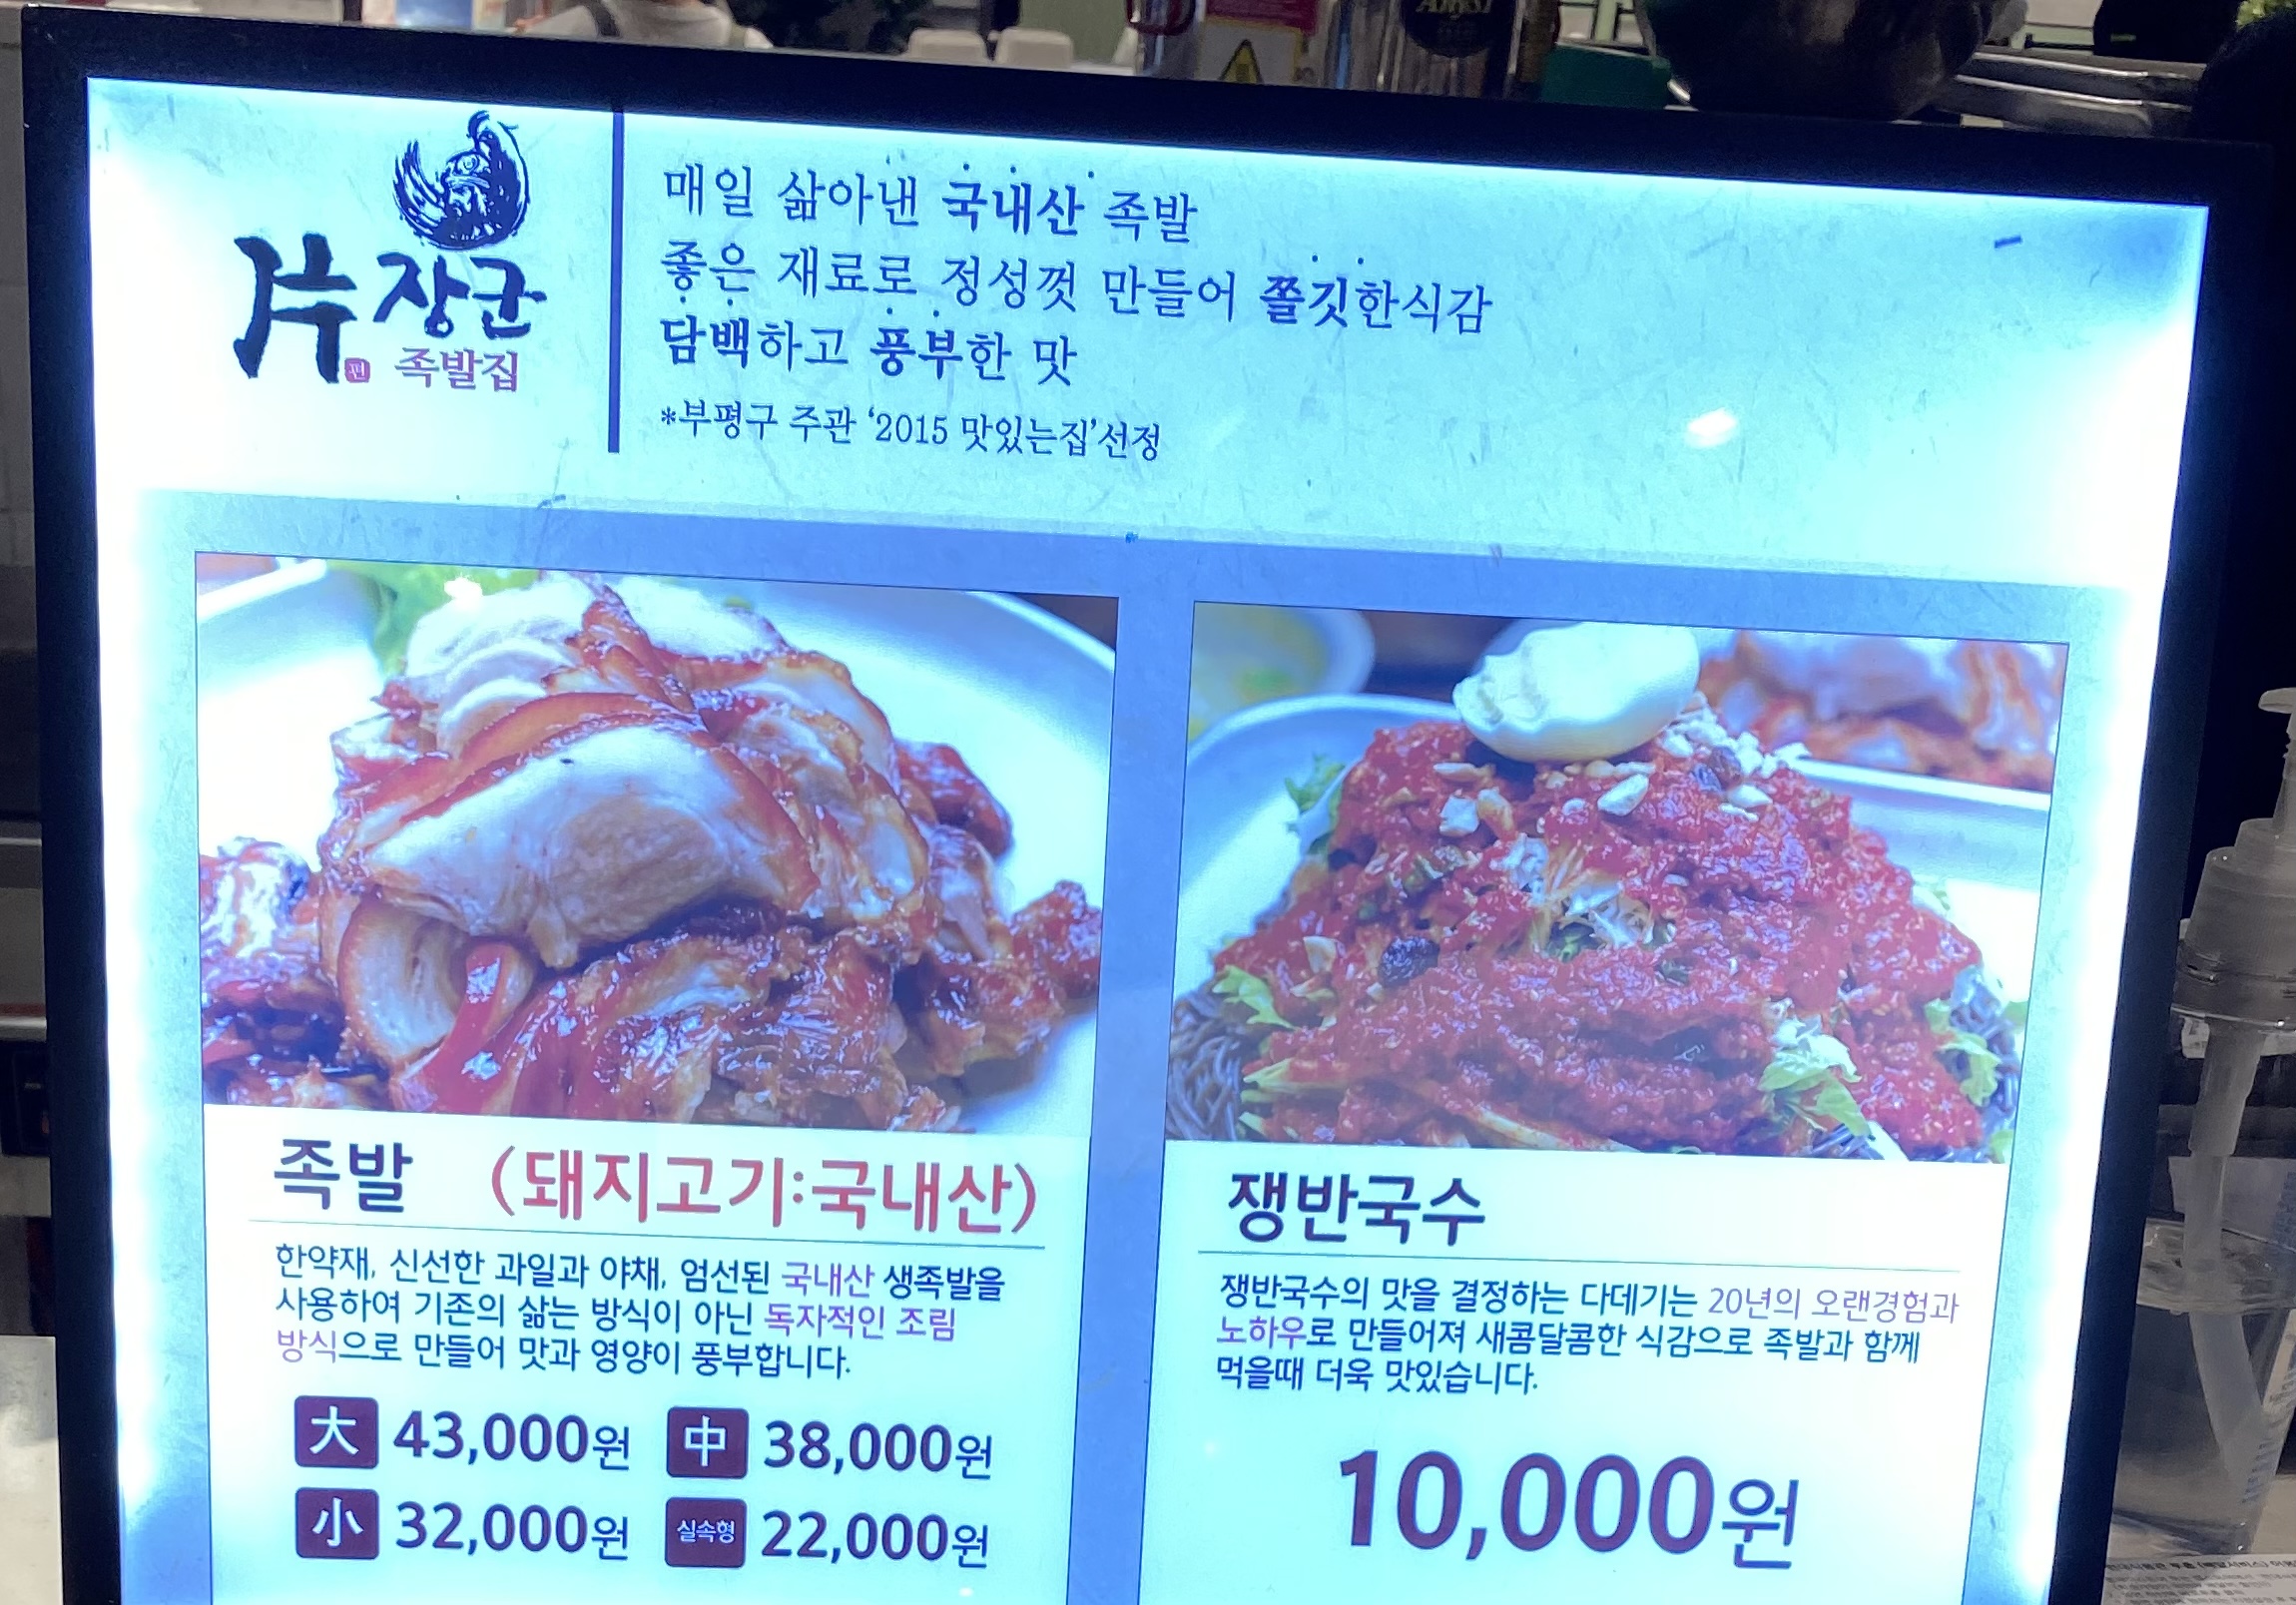 片장군
편
족발집
매일 삶아낸 국내산 족발
좋은 재료로 정성껏 만들어 쫄깃한식감
담백하고 풍부한 맛
*부평구 주관 ‘2015 맛있는집’선정
족발 (돼지고기:국내산)
한약재, 신선한 과일과 야채, 엄선된 국내산 생족발을
사용하여 기존의 삶는 방식이 아닌 독자적인 조림
방식으로 만들어 맛과 영양이 풍부합니다.
大 43,000원 中 38,000원
小 32,000원 실속형 22,000원
쟁반국수
쟁반국수의 맛을 결정하는 다데기는 20년의 오랜경험과
노하우로 만들어져 새콤달콤한 식감으로 족발과 함께
먹을때 더욱 맛있습니다.
10,000원